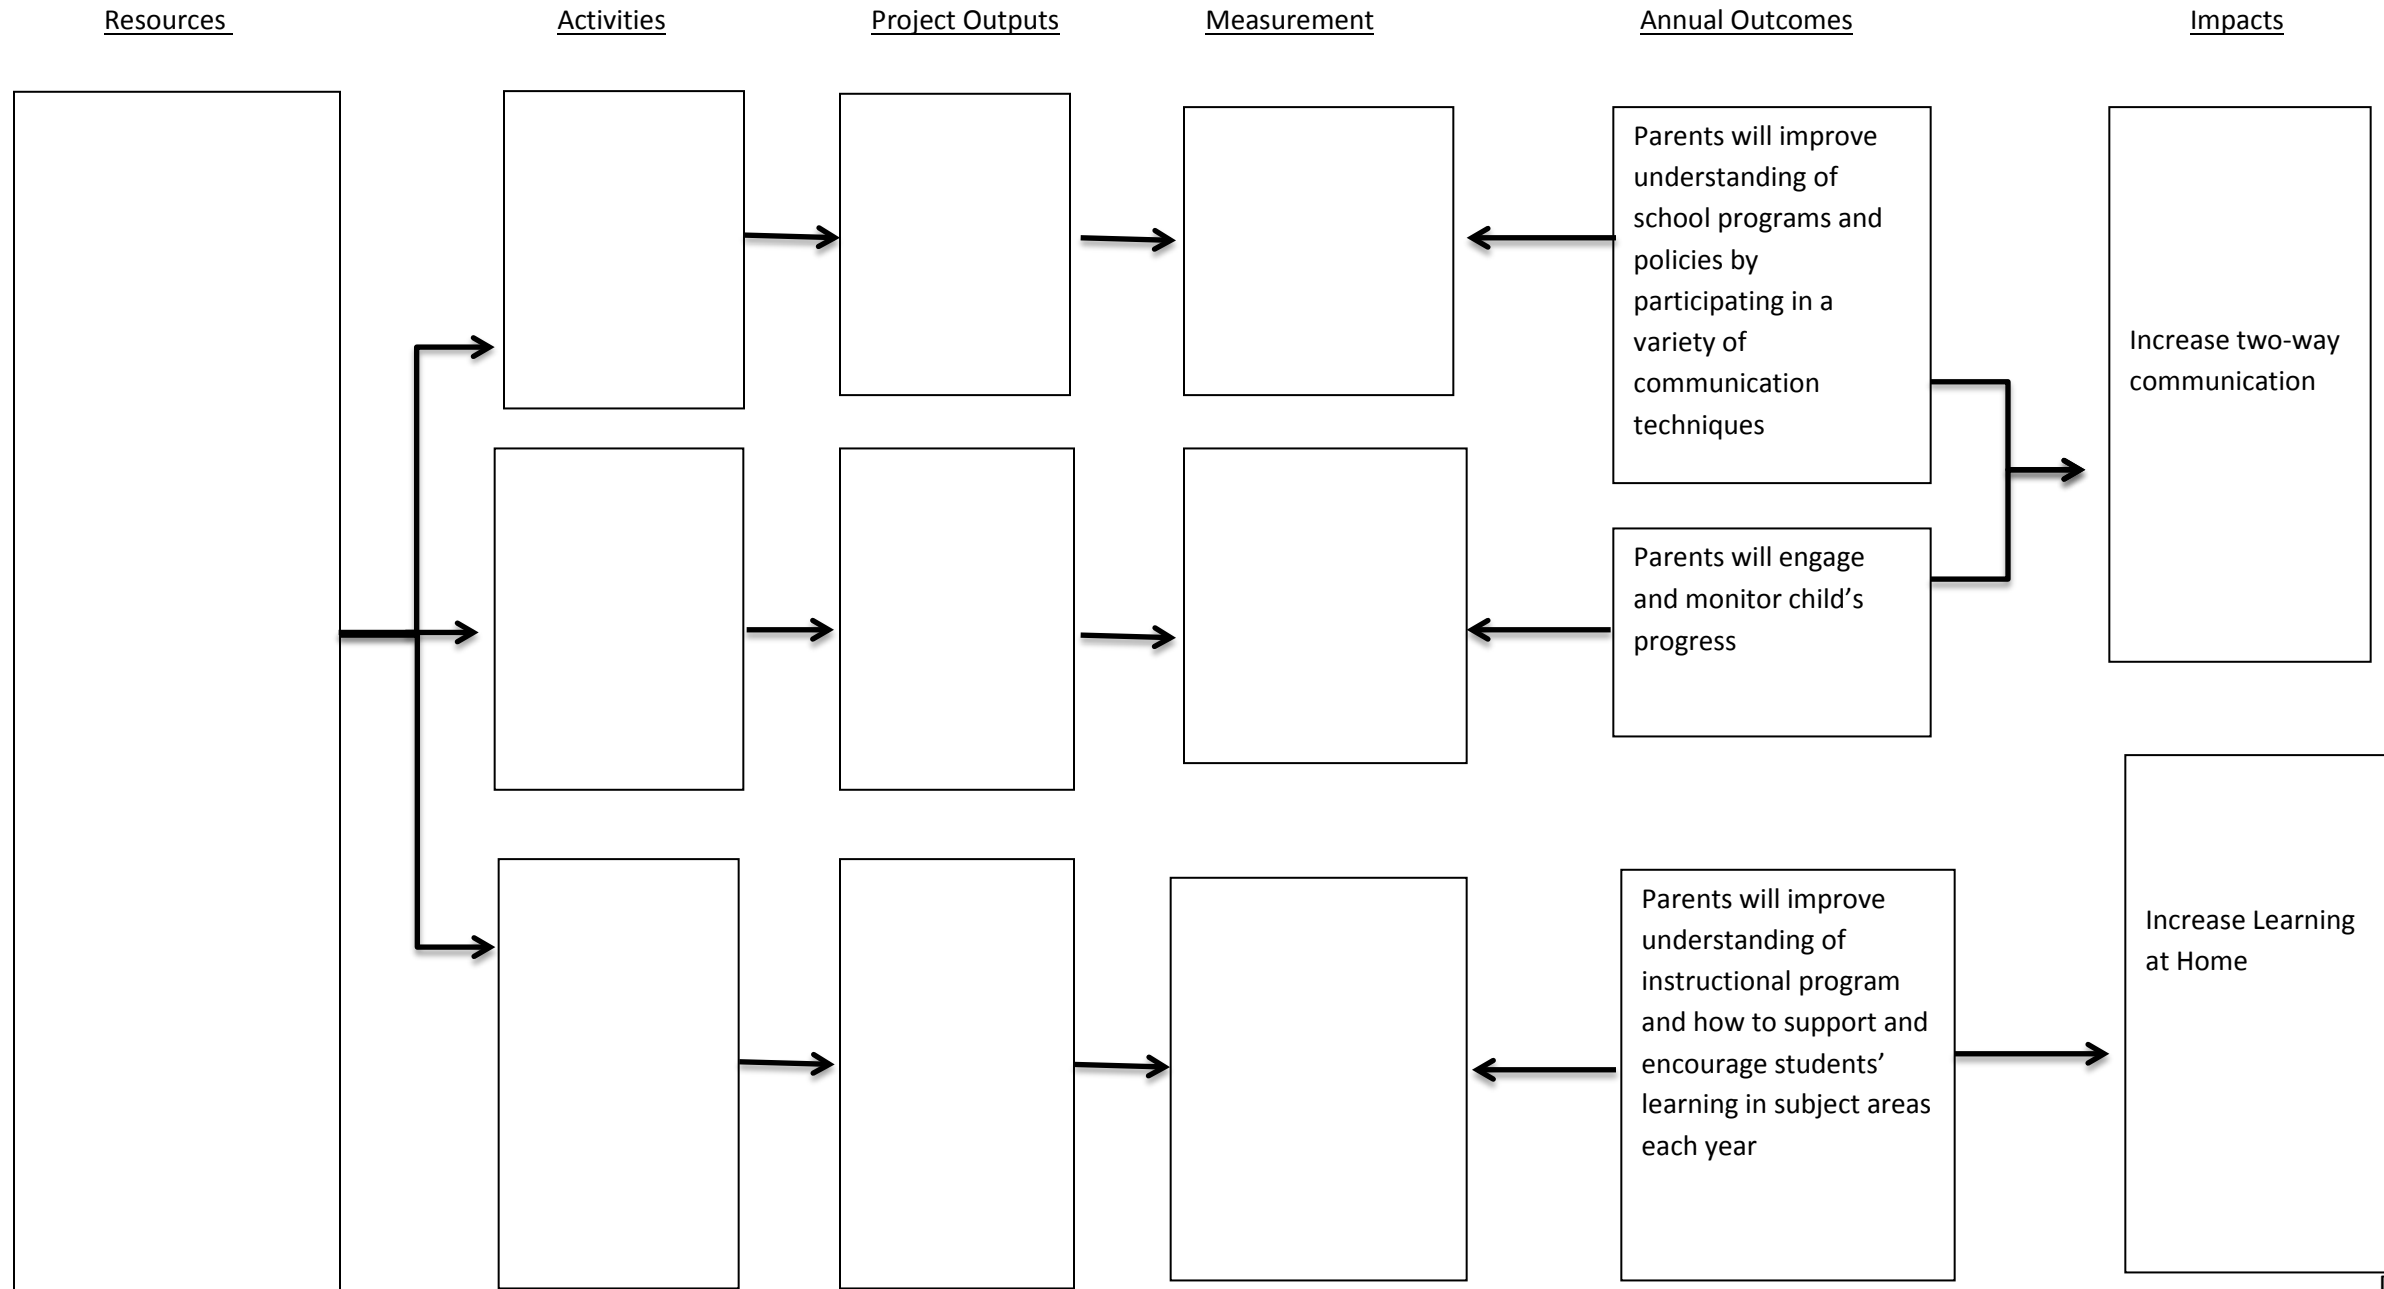 Resources
Activities
Project Outputs
Measurement
Annual Outcomes
Impacts
Parents will improve
understanding of
school programs and
policies by
participating in a
variety of
communication
techniques
Increase two-way
communication
Parents will engage
and monitor child’s
progress
Parents will improve
understanding of
instructional program
and how to support and
encourage students’
learning in subject areas
each year
Increase Learning
at Home